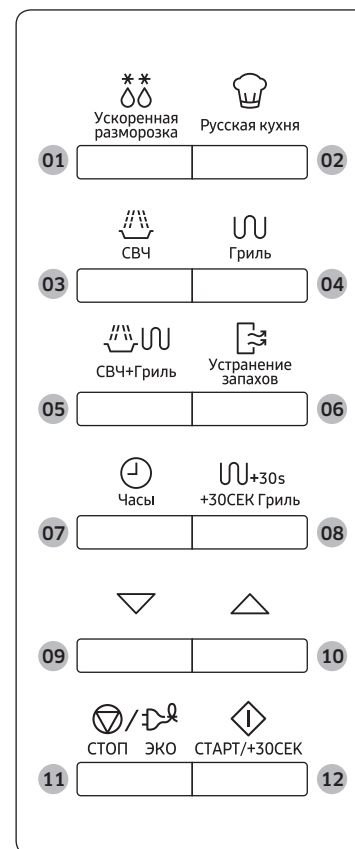 Ускоренная
разморозка
Русская кухня
01
02
СВЧ
Гриль
03
04
СВЧ+Гриль
Устранение
запахов
05
06
+30s
Часы
+30СЕК Гриль
07
08
09
10
СТОП / ЭКО
СТАРТ/+30СЕК
11
12